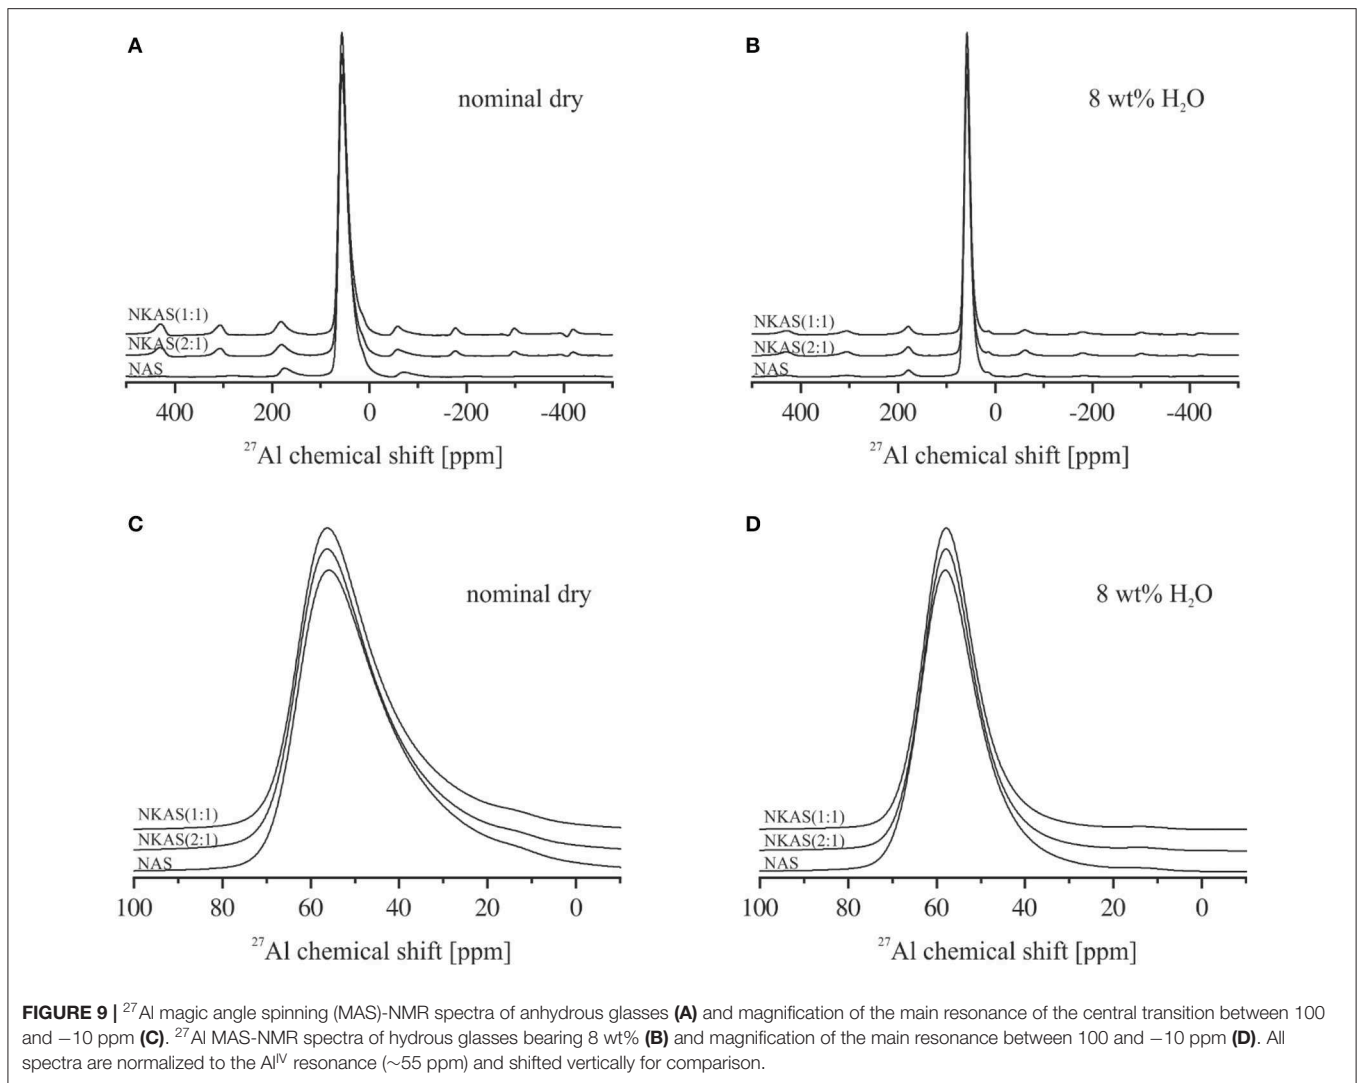 A
nominal dry
NKAS(1:1)
NKAS(2:1)
NAS
400 200 0 -200 -400
²⁷Al chemical shift [ppm]
B
8 wt% H₂O
NKAS(1:1)
NKAS(2:1)
NAS
400 200 0 -200 -400
²⁷Al chemical shift [ppm]
C
nominal dry
NKAS(1:1)
NKAS(2:1)
NAS
100 80 60 40 20 0
²⁷Al chemical shift [ppm]
D
8 wt% H₂O
NKAS(1:1)
NKAS(2:1)
NAS
100 80 60 40 20 0
²⁷Al chemical shift [ppm]
FIGURE 9 | ²⁷Al magic angle spinning (MAS)-NMR spectra of anhydrous glasses (A) and magnification of the main resonance of the central transition between 100
and −10 ppm (C). ²⁷Al MAS-NMR spectra of hydrous glasses bearing 8 wt% (B) and magnification of the main resonance between 100 and −10 ppm (D). All
spectra are normalized to the Alᴵⱽ resonance (∼55 ppm) and shifted vertically for comparison.